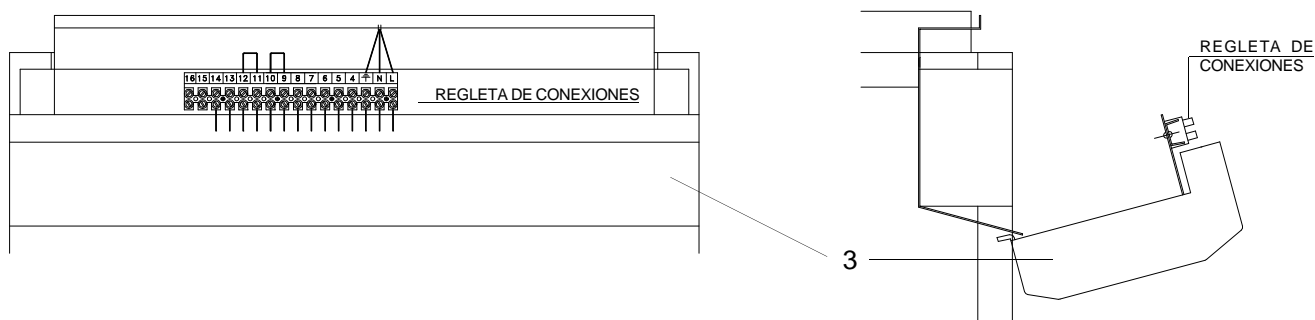 REGLETA DE
CONEXIONES
16 15 14 13 12 11 10 9 8 7 6 5 4 ⏚ N L
REGLETA DE CONEXIONES
3